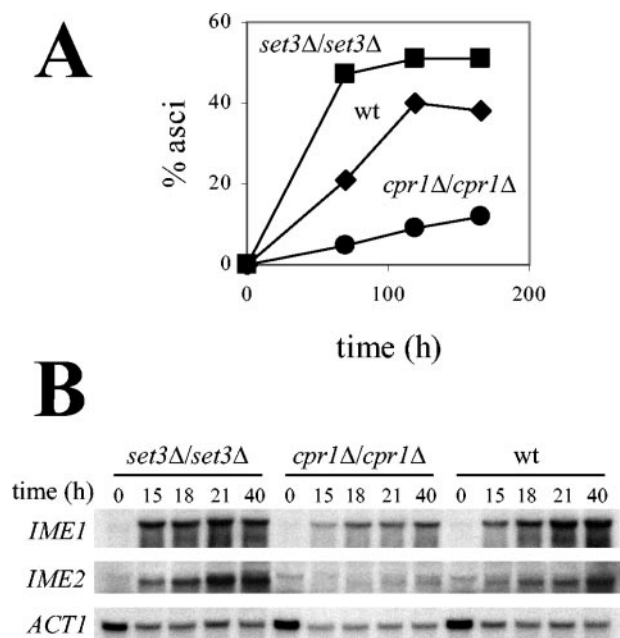 A
60
set3Δ/set3Δ
40
wt
% asci
20
cpr1Δ/cpr1Δ
0
0 100 200
time (h)
B
set3Δ/set3Δ cpr1Δ/cpr1Δ wt
time (h) 0 15 18 21 40 0 15 18 21 40 0 15 18 21 40
IME1
IME2
ACT1